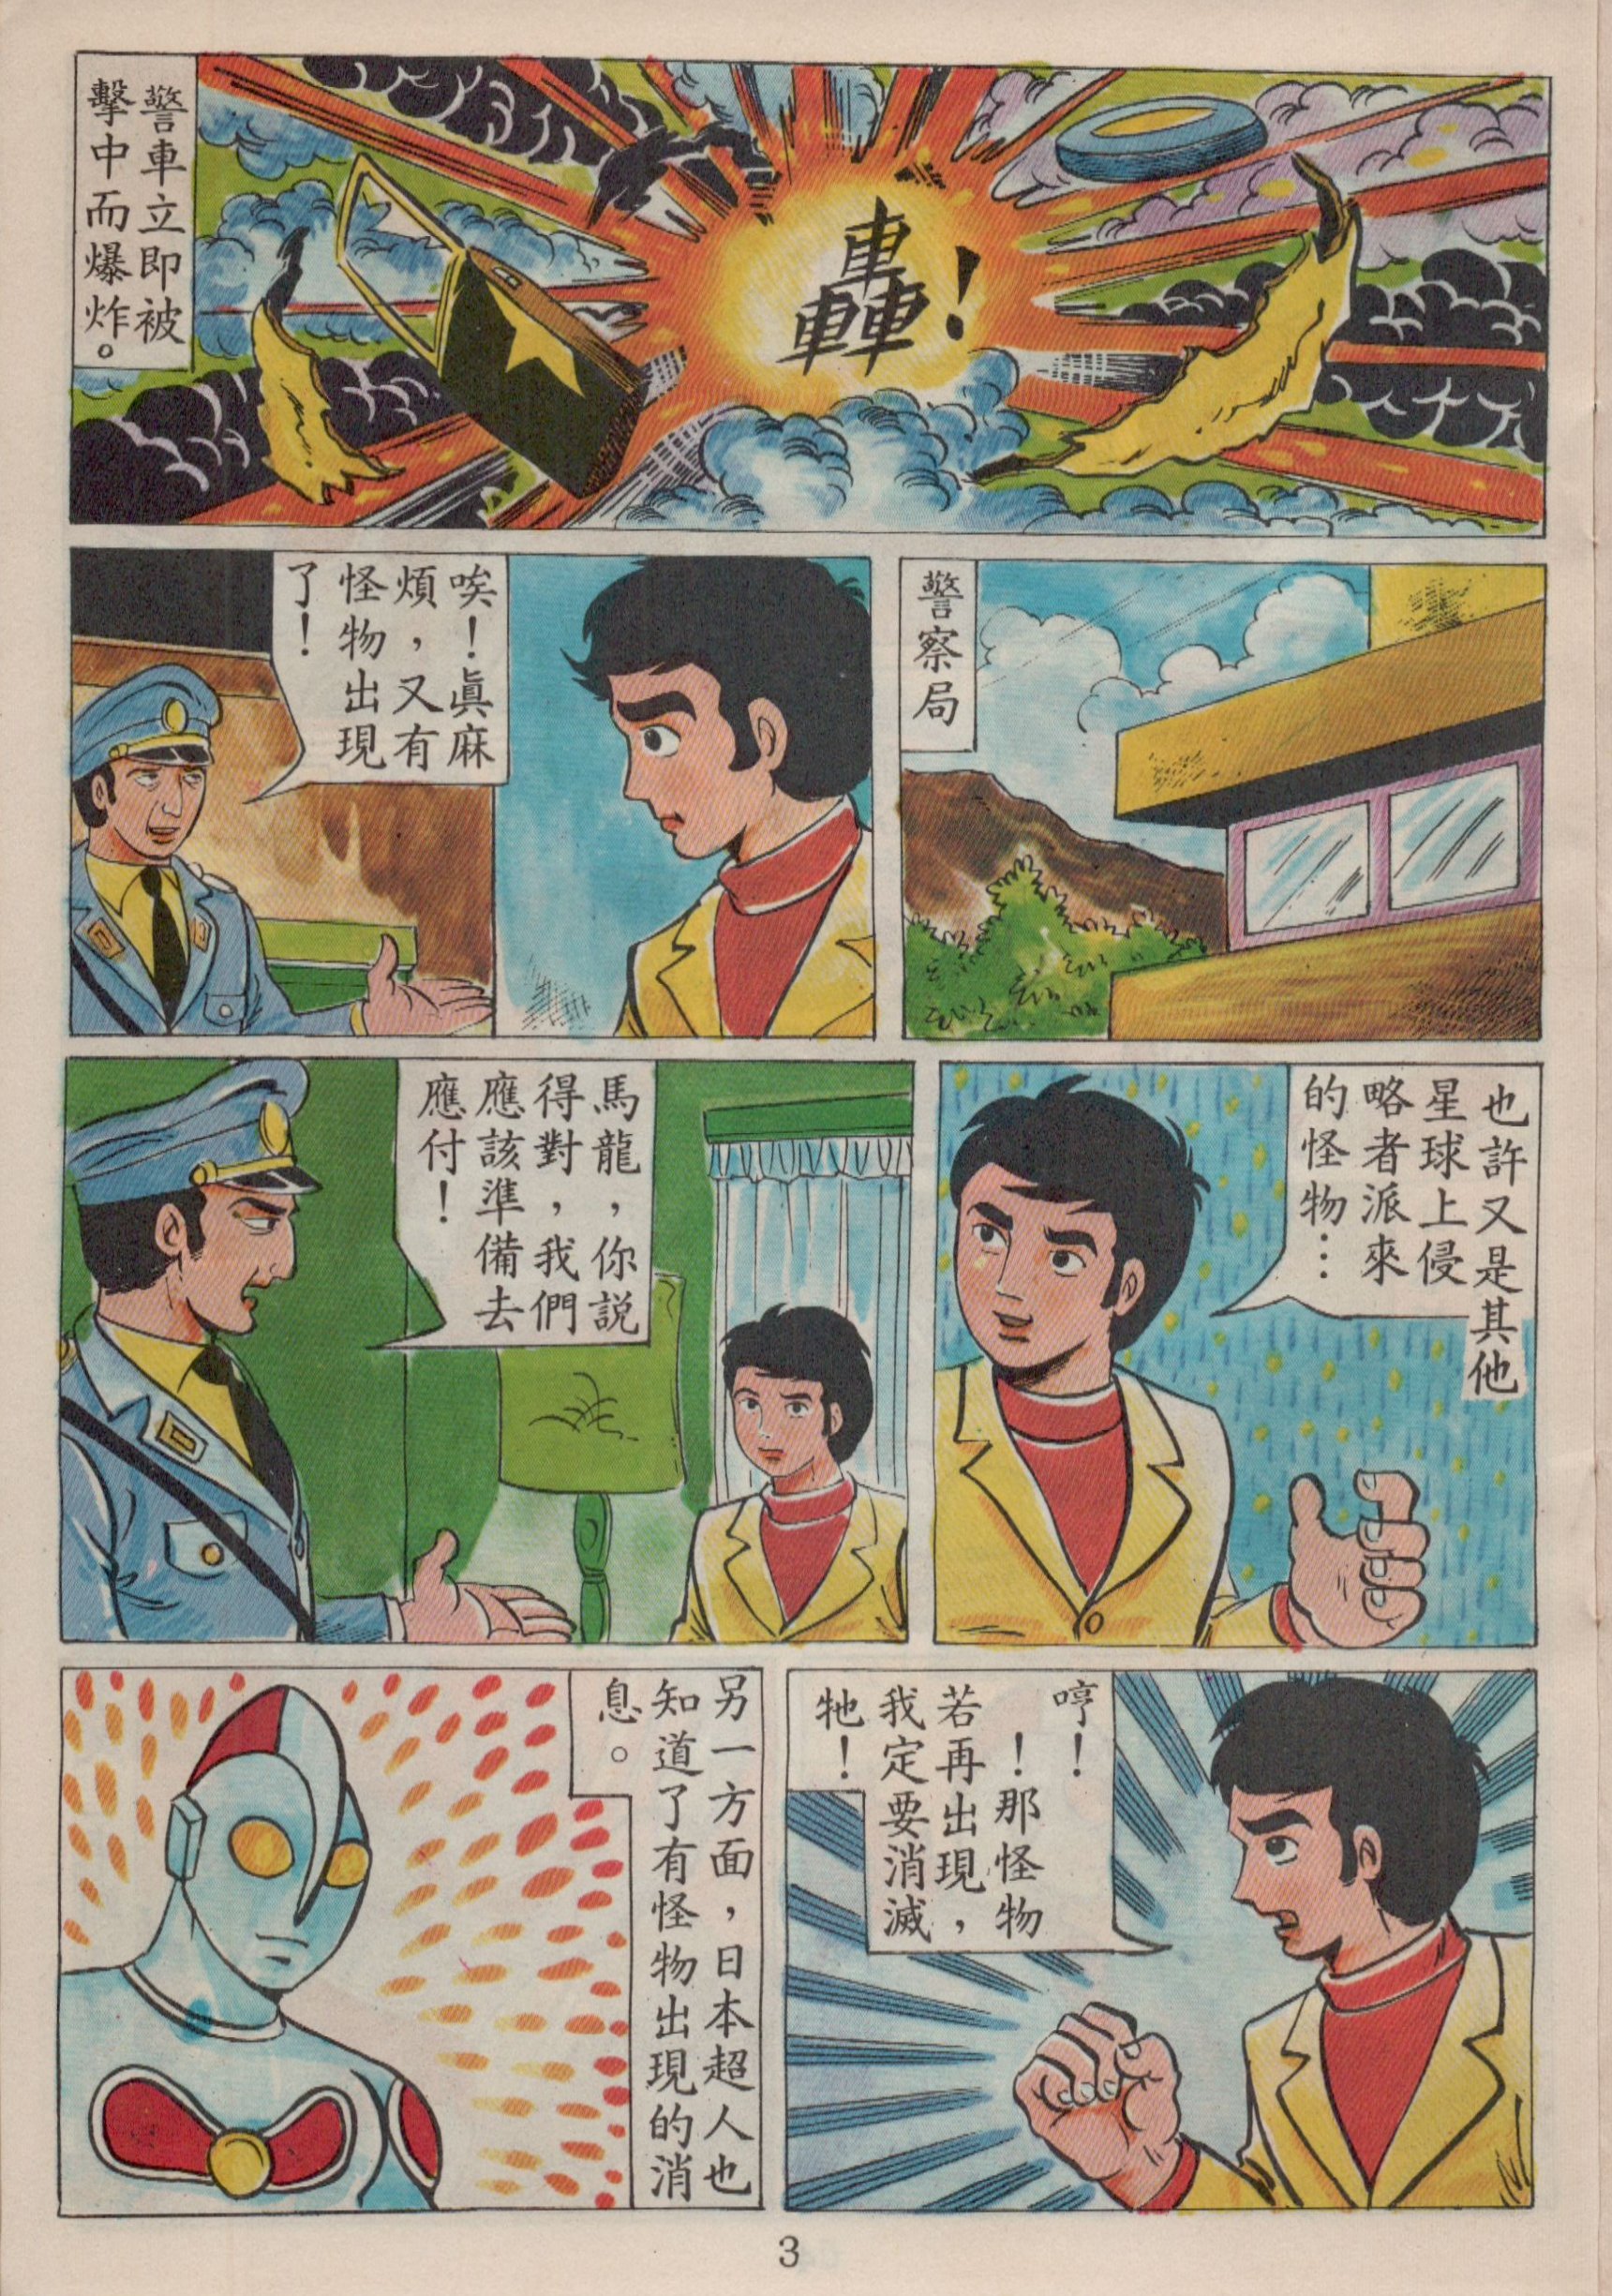 警車立即被
擊中而爆炸。
轟！
警察局
唉！眞麻
煩，又有
怪物出現
了！
也許又是其他
星球上侵
略者派來
的怪物…
馬龍，你説
得對，我們
應該準備去
應付！
哼！
！那怪物
若再出現，
我定要消滅
牠！
另一方面，日本超人也
知道了有怪物出現的消
息。
3